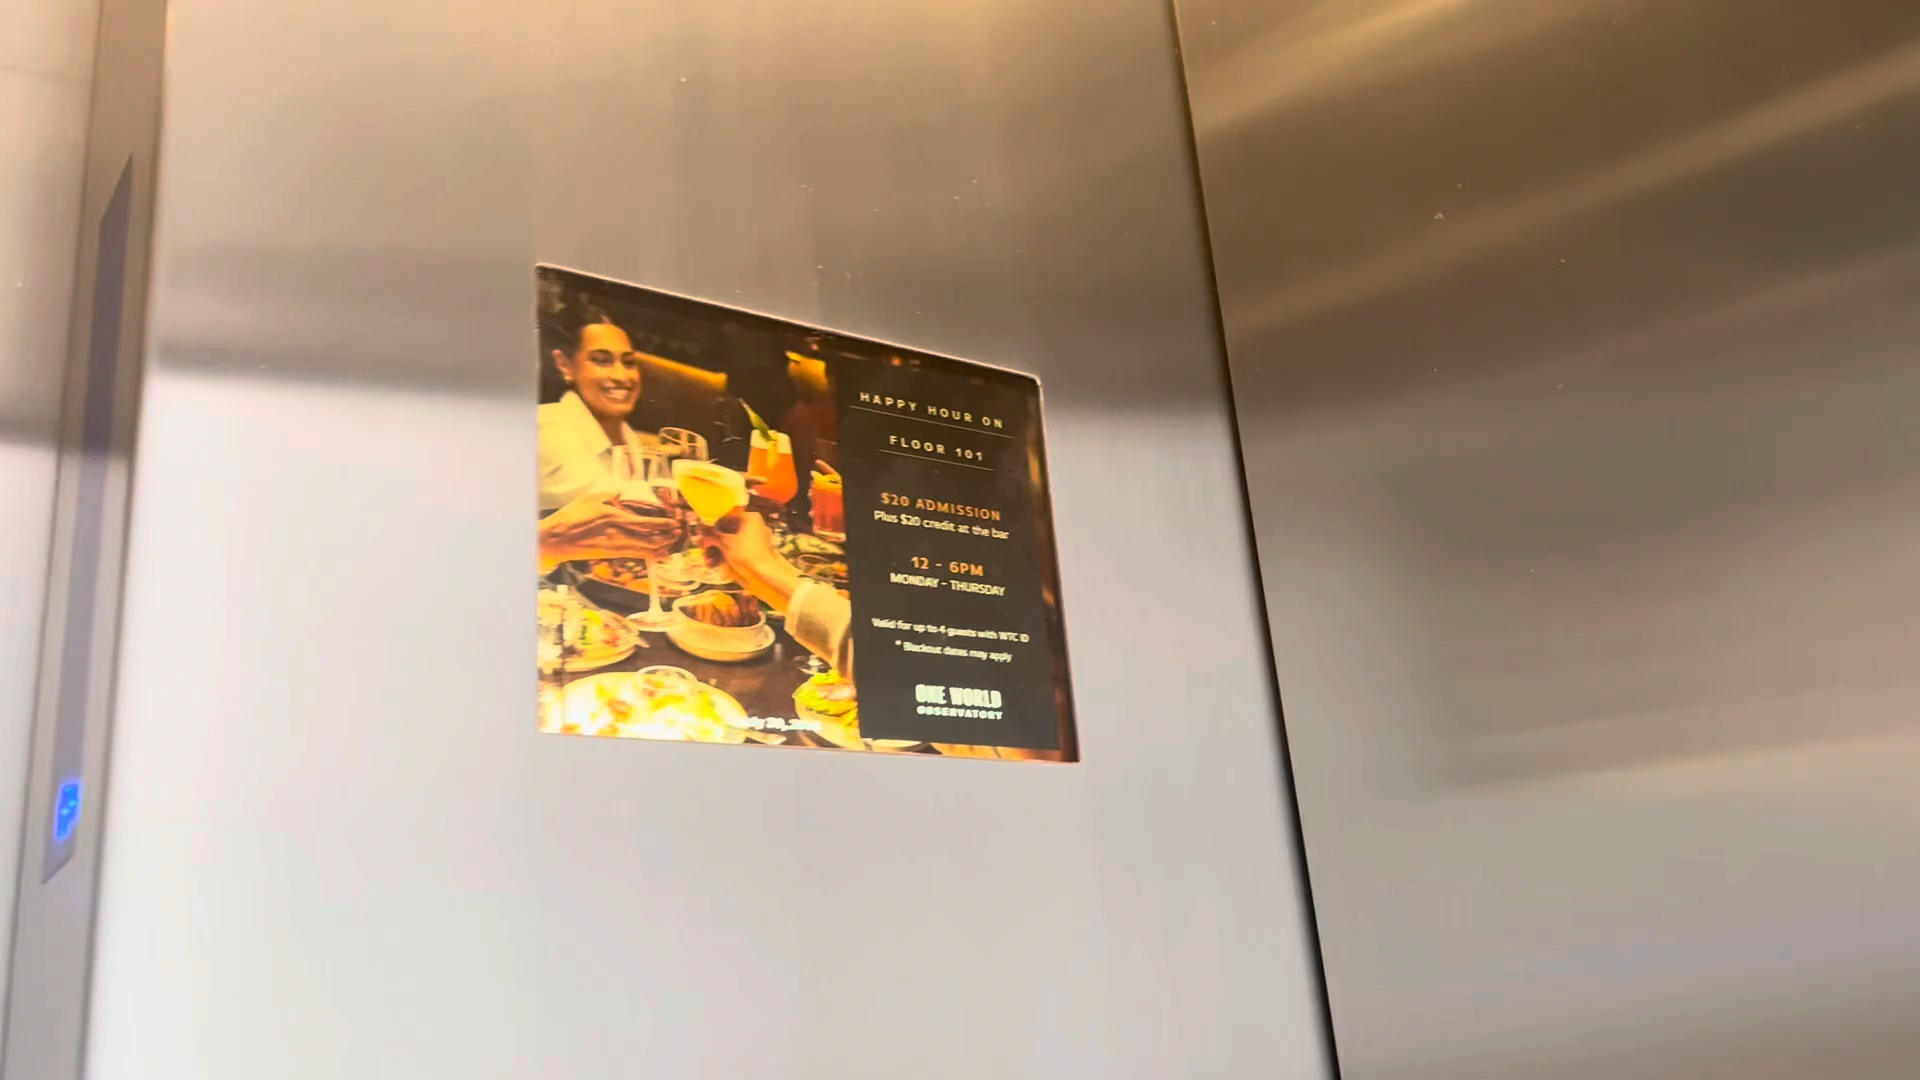 HAPPY HOUR ON
FLOOR 101
$20 ADMISSION
Plus $20 credit at the bar
12 - 6PM
MONDAY - THURSDAY
Valid for up to 4 guests with WTC ID
* Blackout dates may apply
ONE WORLD
OBSERVATORY